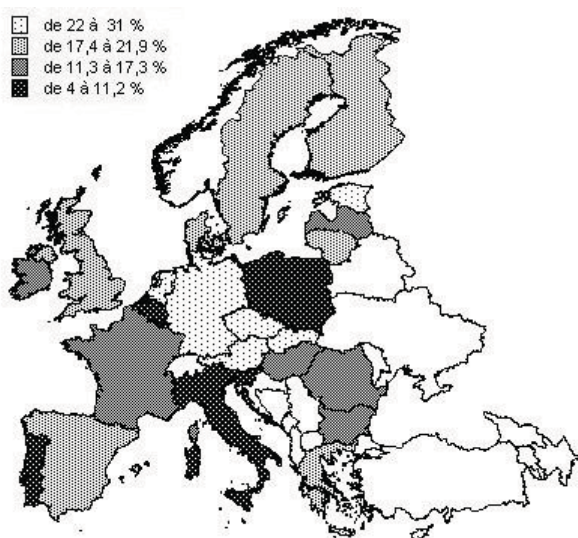 de 22 à 31 %
de 17,4 à 21,9 %
de 11,3 à 17,3 %
de 4 à 11,2 %